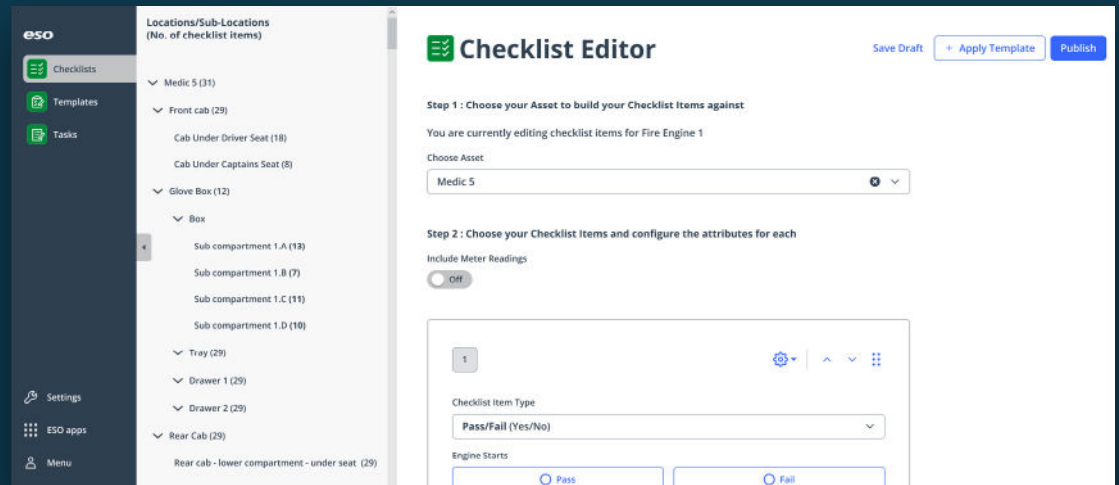 eso
Checklists
Templates
Tasks
Settings
ESO apps
Menu
Locations/Sub-Locations
(No. of checklist items)
Medic 5 (31)
Front cab (29)
Cab Under Driver Seat (18)
Cab Under Captains Seat (8)
Glove Box (12)
Box
Sub compartment 1.A (13)
Sub compartment 1.B (7)
Sub compartment 1.C (11)
Sub compartment 1.D (10)
Tray (29)
Drawer 1 (29)
Drawer 2 (29)
Rear Cab (29)
Rear cab - lower compartment - under seat (29)
Checklist Editor
Save Draft
+ Apply Template
Publish
Step 1 : Choose your Asset to build your Checklist Items against
You are currently editing checklist items for Fire Engine 1
Choose Asset
Medic 5
Step 2 : Choose your Checklist Items and configure the attributes for each
Include Meter Readings
Off
1
Checklist Item Type
Pass/Fail (Yes/No)
Engine Starts
Pass
Fail